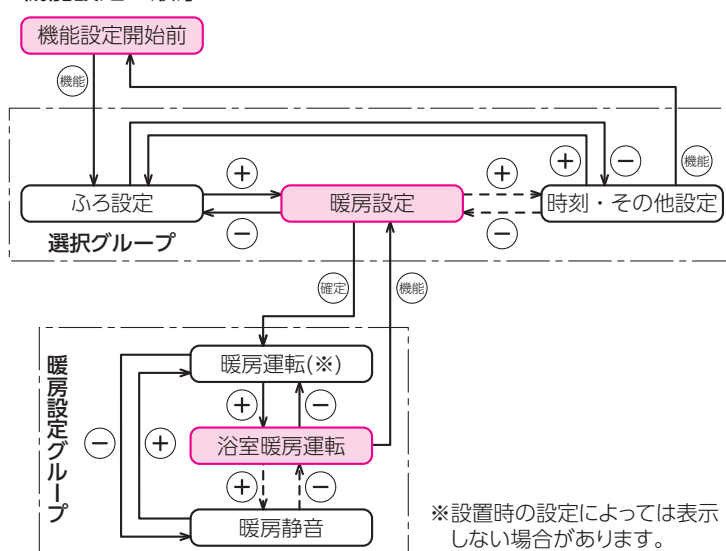 機能設定開始前
機能
＋
－
機能
ふろ設定
＋
－
暖房設定
＋
－
時刻・その他設定
選択グループ
確定
機能
暖房設定グループ
暖房運転(※)
＋
－
－
＋
浴室暖房運転
＋
－
暖房静音
※設置時の設定によっては表示
しない場合があります。